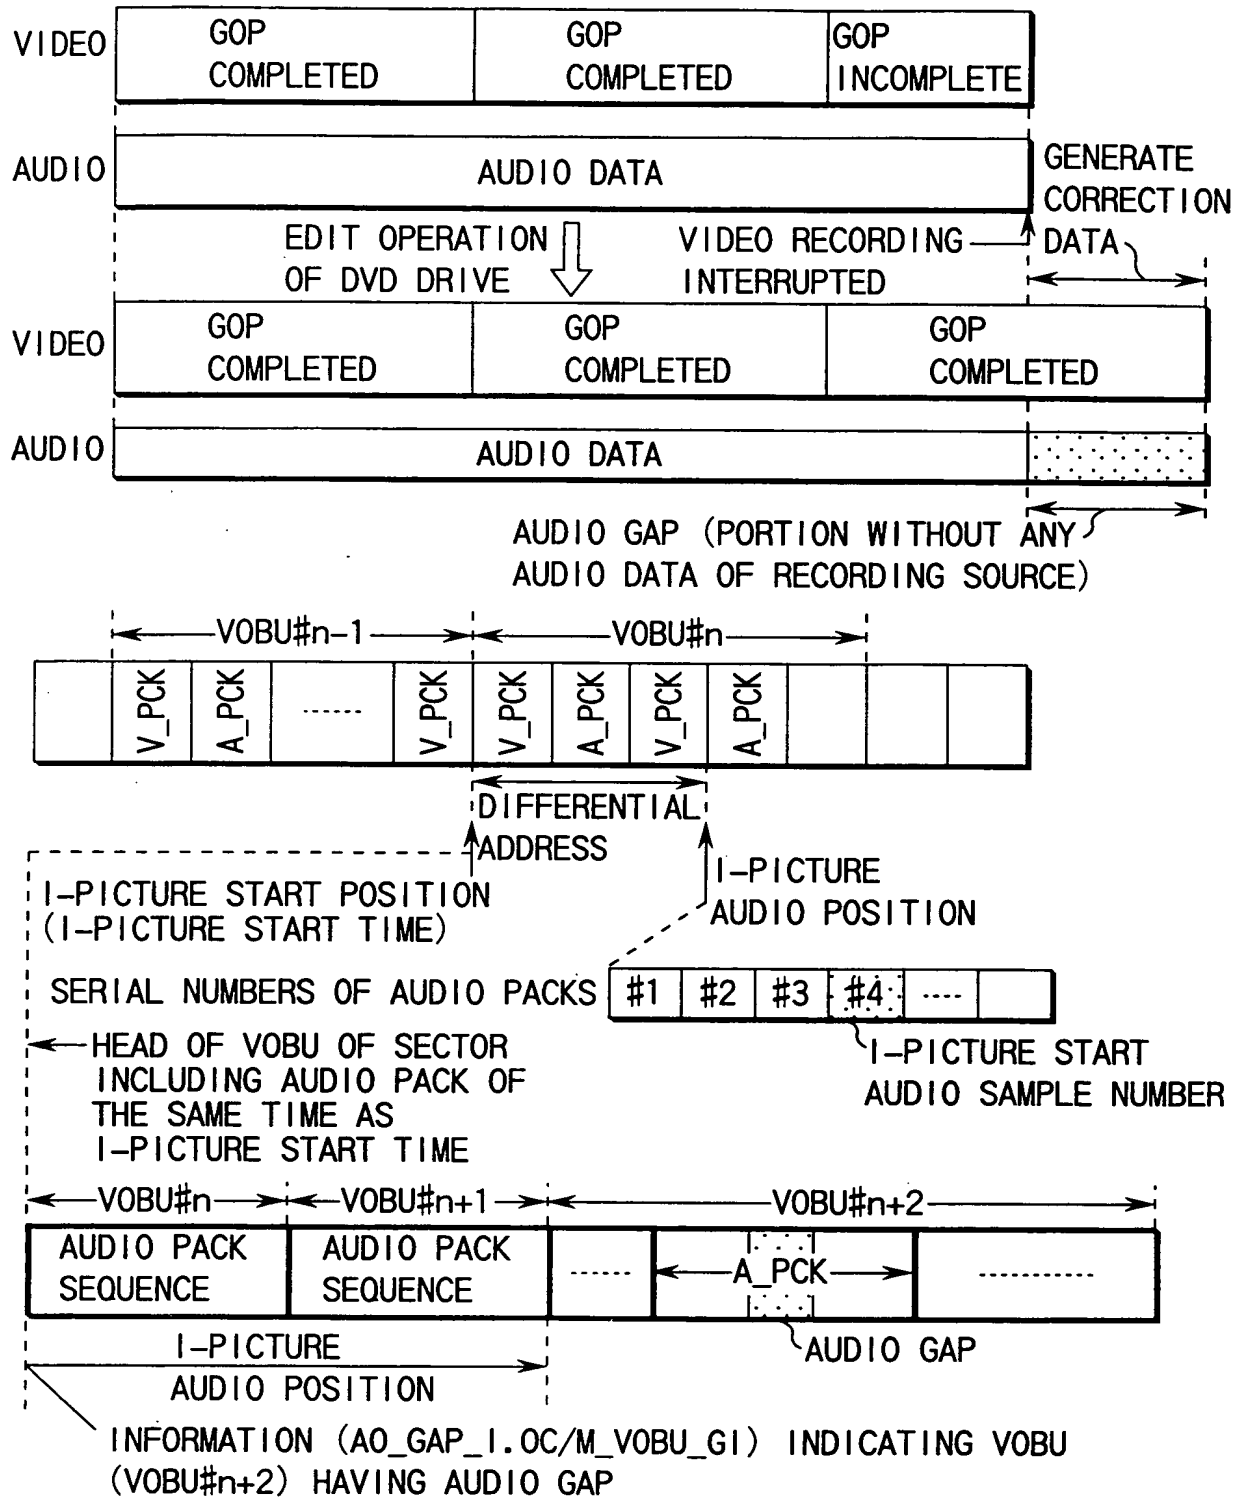 VIDEO
GOP COMPLETED
GOP COMPLETED
GOP INCOMPLETE
AUDIO
AUDIO DATA
GENERATE CORRECTION DATA
EDIT OPERATION OF DVD DRIVE
VIDEO RECORDING INTERRUPTED
VIDEO
GOP COMPLETED
GOP COMPLETED
GOP COMPLETED
AUDIO
AUDIO DATA
AUDIO GAP (PORTION WITHOUT ANY
AUDIO DATA OF RECORDING SOURCE)
VOBU#n-1
VOBU#n
V_PCK
A_PCK
......
V_PCK
V_PCK
A_PCK
V_PCK
A_PCK
DIFFERENTIAL
ADDRESS
I-PICTURE START POSITION
(I-PICTURE START TIME)
I-PICTURE
AUDIO POSITION
SERIAL NUMBERS OF AUDIO PACKS
#1
#2
#3
#4
....
I-PICTURE START
AUDIO SAMPLE NUMBER
HEAD OF VOBU OF SECTOR
INCLUDING AUDIO PACK OF
THE SAME TIME AS
I-PICTURE START TIME
VOBU#n
VOBU#n+1
VOBU#n+2
AUDIO PACK
SEQUENCE
AUDIO PACK
SEQUENCE
......
A_PCK
...........
AUDIO GAP
I-PICTURE
AUDIO POSITION
INFORMATION (A0_GAP_I.OC/M_VOBU_GI) INDICATING VOBU
(VOBU#n+2) HAVING AUDIO GAP